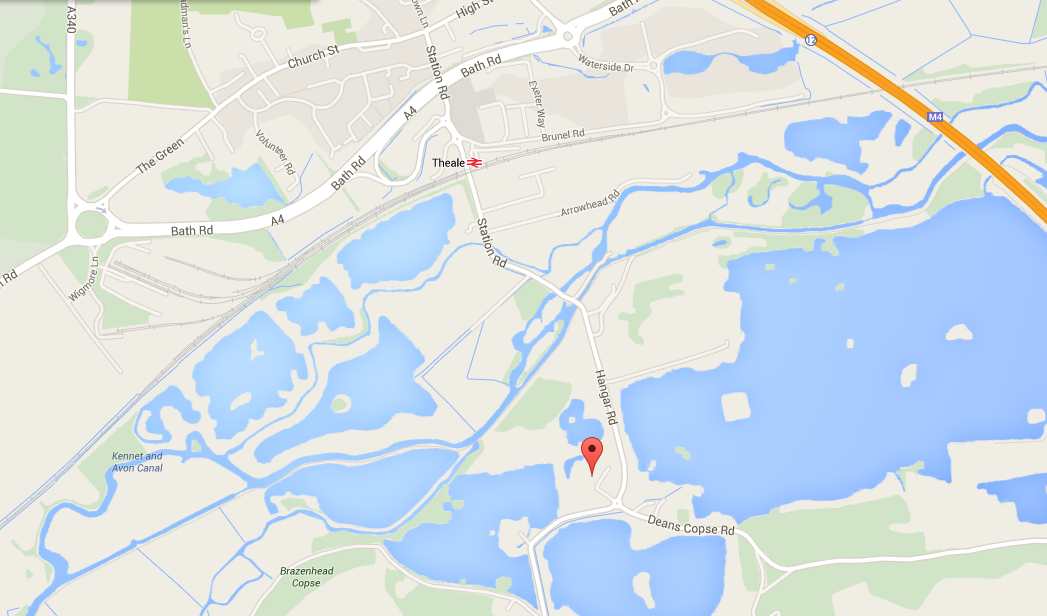 A340
High St
Bath R
Church St
Station Rd
Bath Rd
Waterside Dr
12
A4
Exeter Way
M4
Brunel Rd
Volunteer Rd
The Green
Theale
Bath Rd
Arrowhead Rd
A4
Bath Rd
Station Rd
Wigmore Ln
Rd
Hangar Rd
Kennet and
Avon Canal
Deans Copse Rd
Brazenhead
Copse